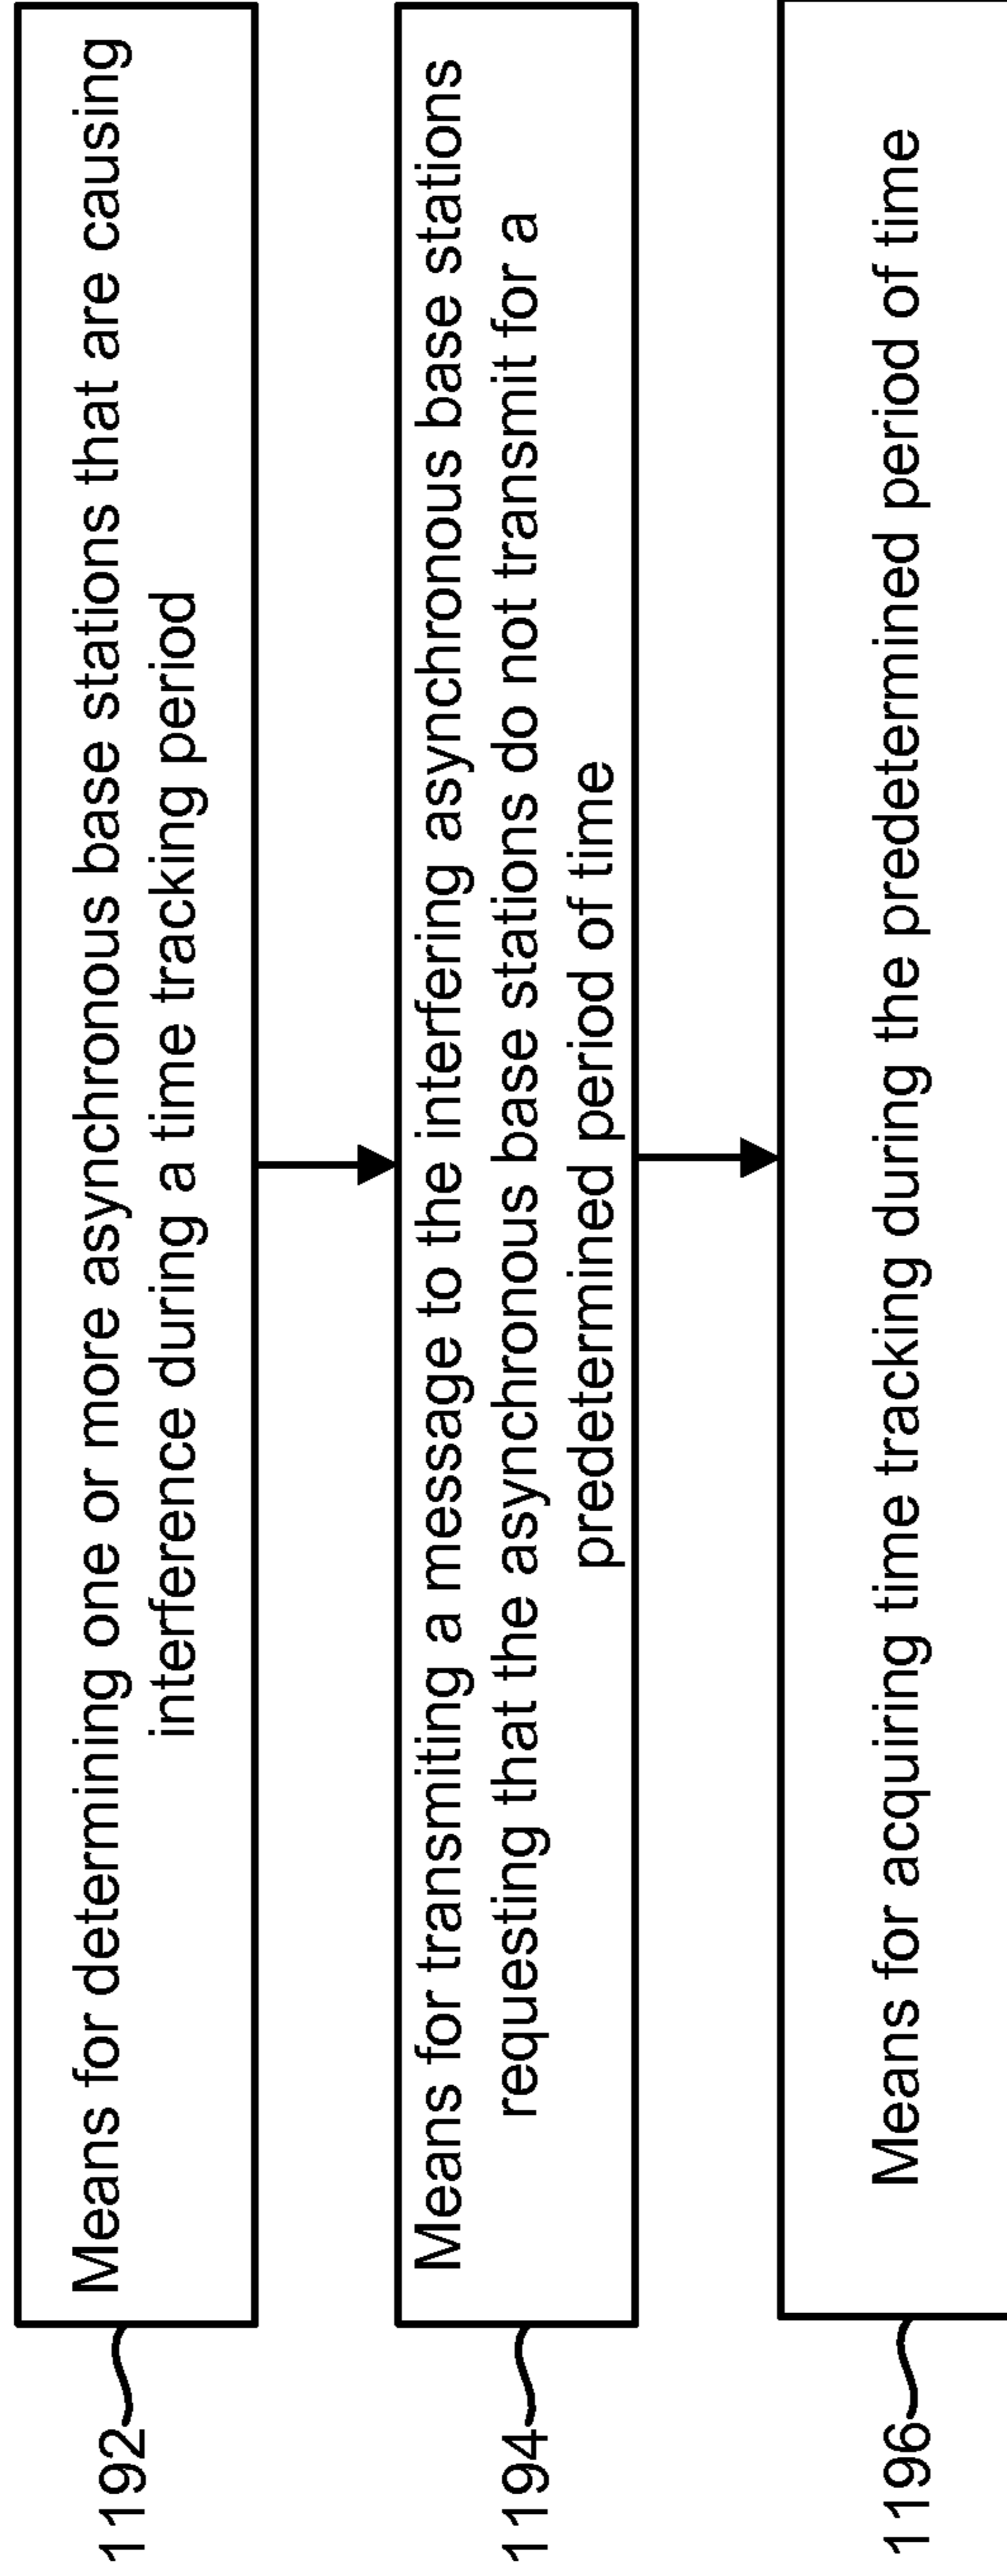 1192
Means for determining one or more asynchronous base stations that are causing
interference during a time tracking period
1194
Means for transmiting a message to the interfering asynchronous base stations
requesting that the asynchronous base stations do not transmit for a
predetermined period of time
1196
Means for acquiring time tracking during the predetermined period of time